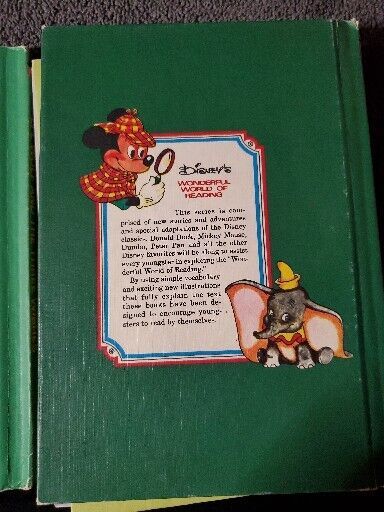 Disney's
WONDERFUL
WORLD OF
READING
This series is com-
prised of new stories and adventures
and special adaptations of the Disney
classics. Donald Duck, Mickey Mouse,
Dumbo, Peter Pan and all the other
Disney favorites will be along to assist
every youngster in exploring the "Won-
derful World of Reading."
By using simple vocabulary
and exciting new illustrations
that fully explain the text
these books have been de-
signed to encourage young-
sters to read by themselves.